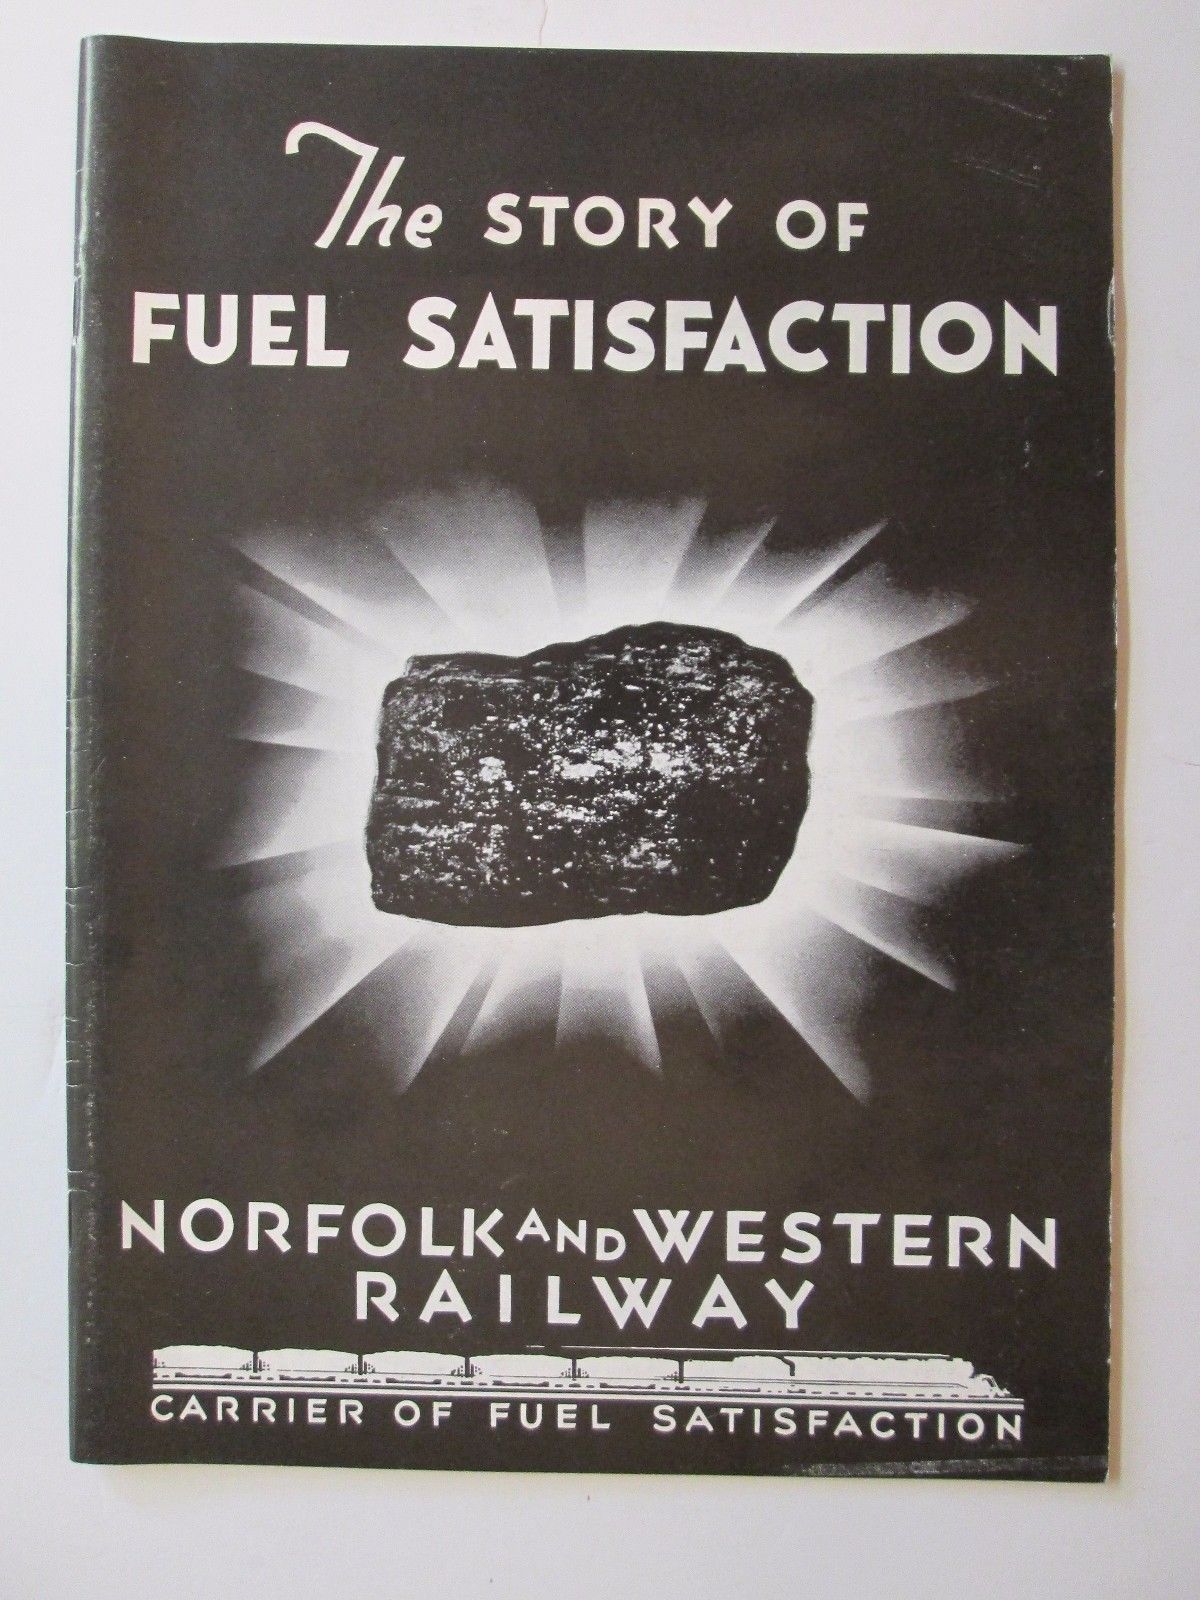 The STORY OF
FUEL SATISFACTION
NORFOLK AND WESTERN
RAILWAY
CARRIER OF FUEL SATISFACTION